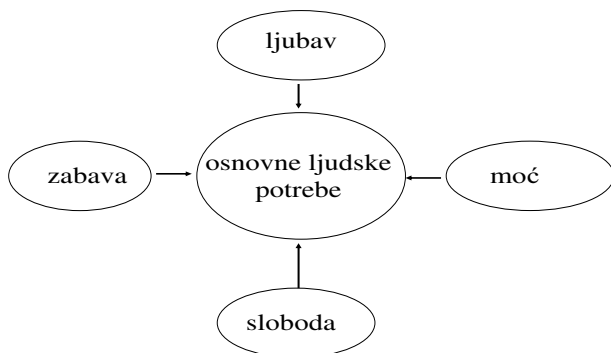 ljubav
zabava
osnovne ljudske
potrebe
moć
sloboda